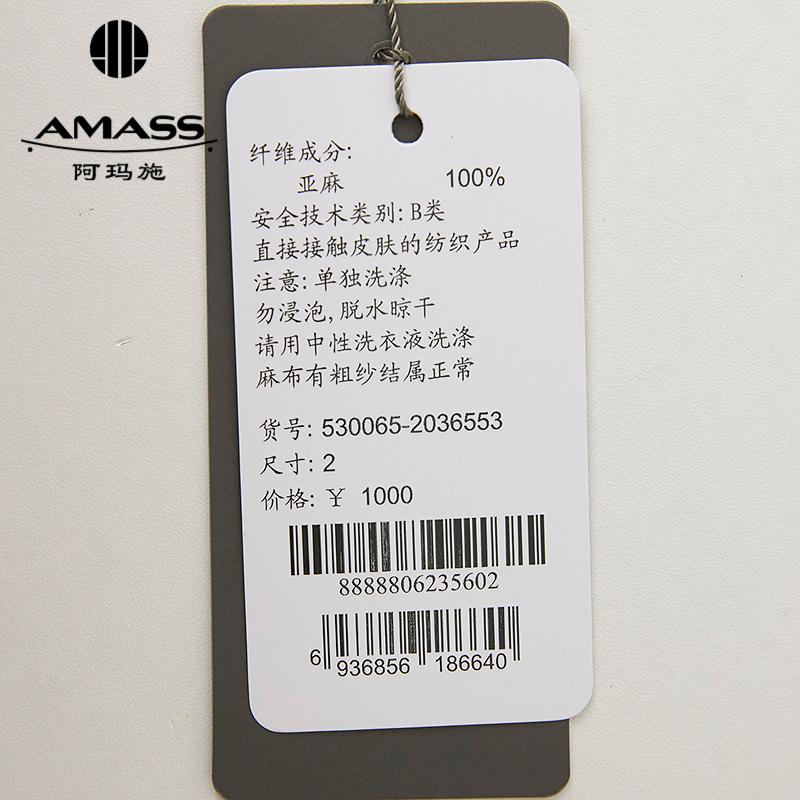 AMASS
阿玛施
纤维成分:
亚麻 100%
安全技术类别: B类
直接接触皮肤的纺织产品
注意: 单独洗涤
勿浸泡, 脱水晾干
请用中性洗衣液洗涤
麻布有粗纱结属正常
货号: 530065-2036553
尺寸: 2
价格: ¥ 1000
8888806235602
6 936856 186640